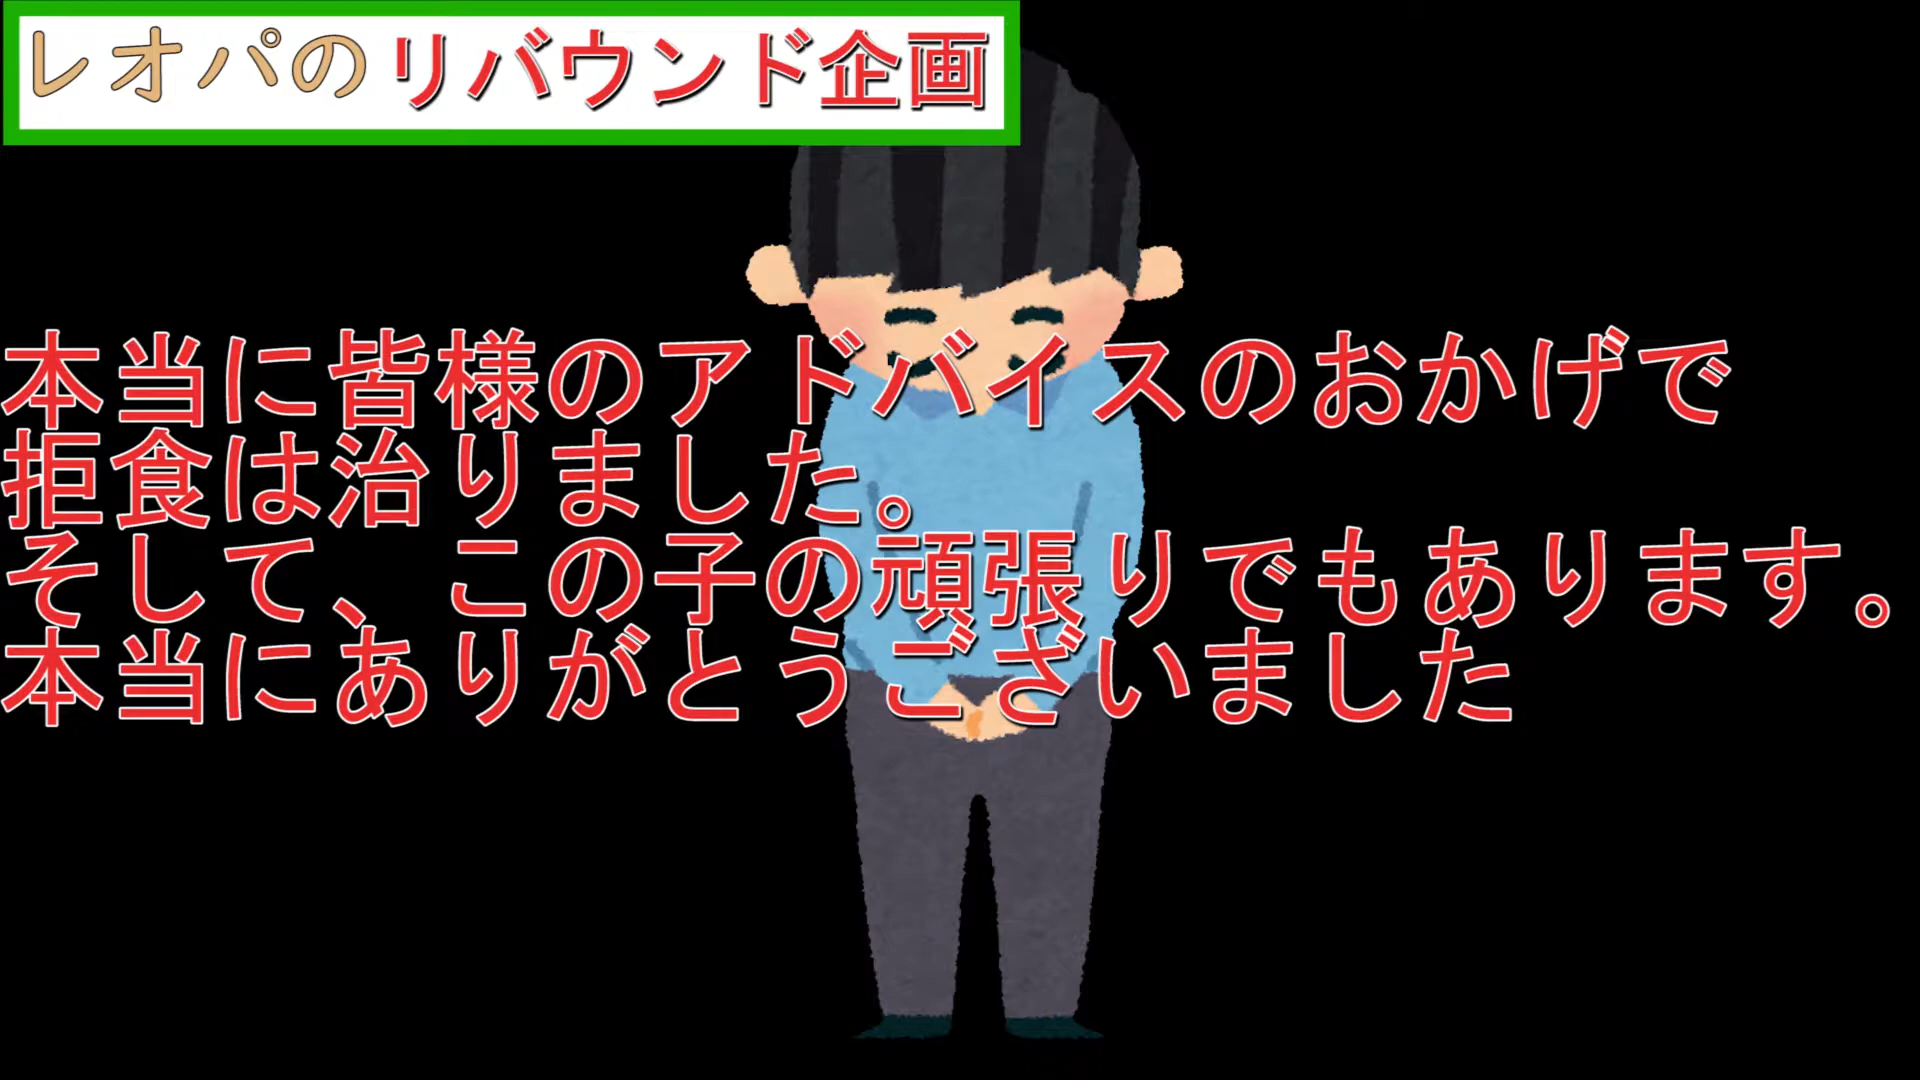 レオパのリバウンド企画
本当に皆様のアドバイスのおかげで
拒食は治りました。
そして、この子の頑張りでもあります。
本当にありがとうございました